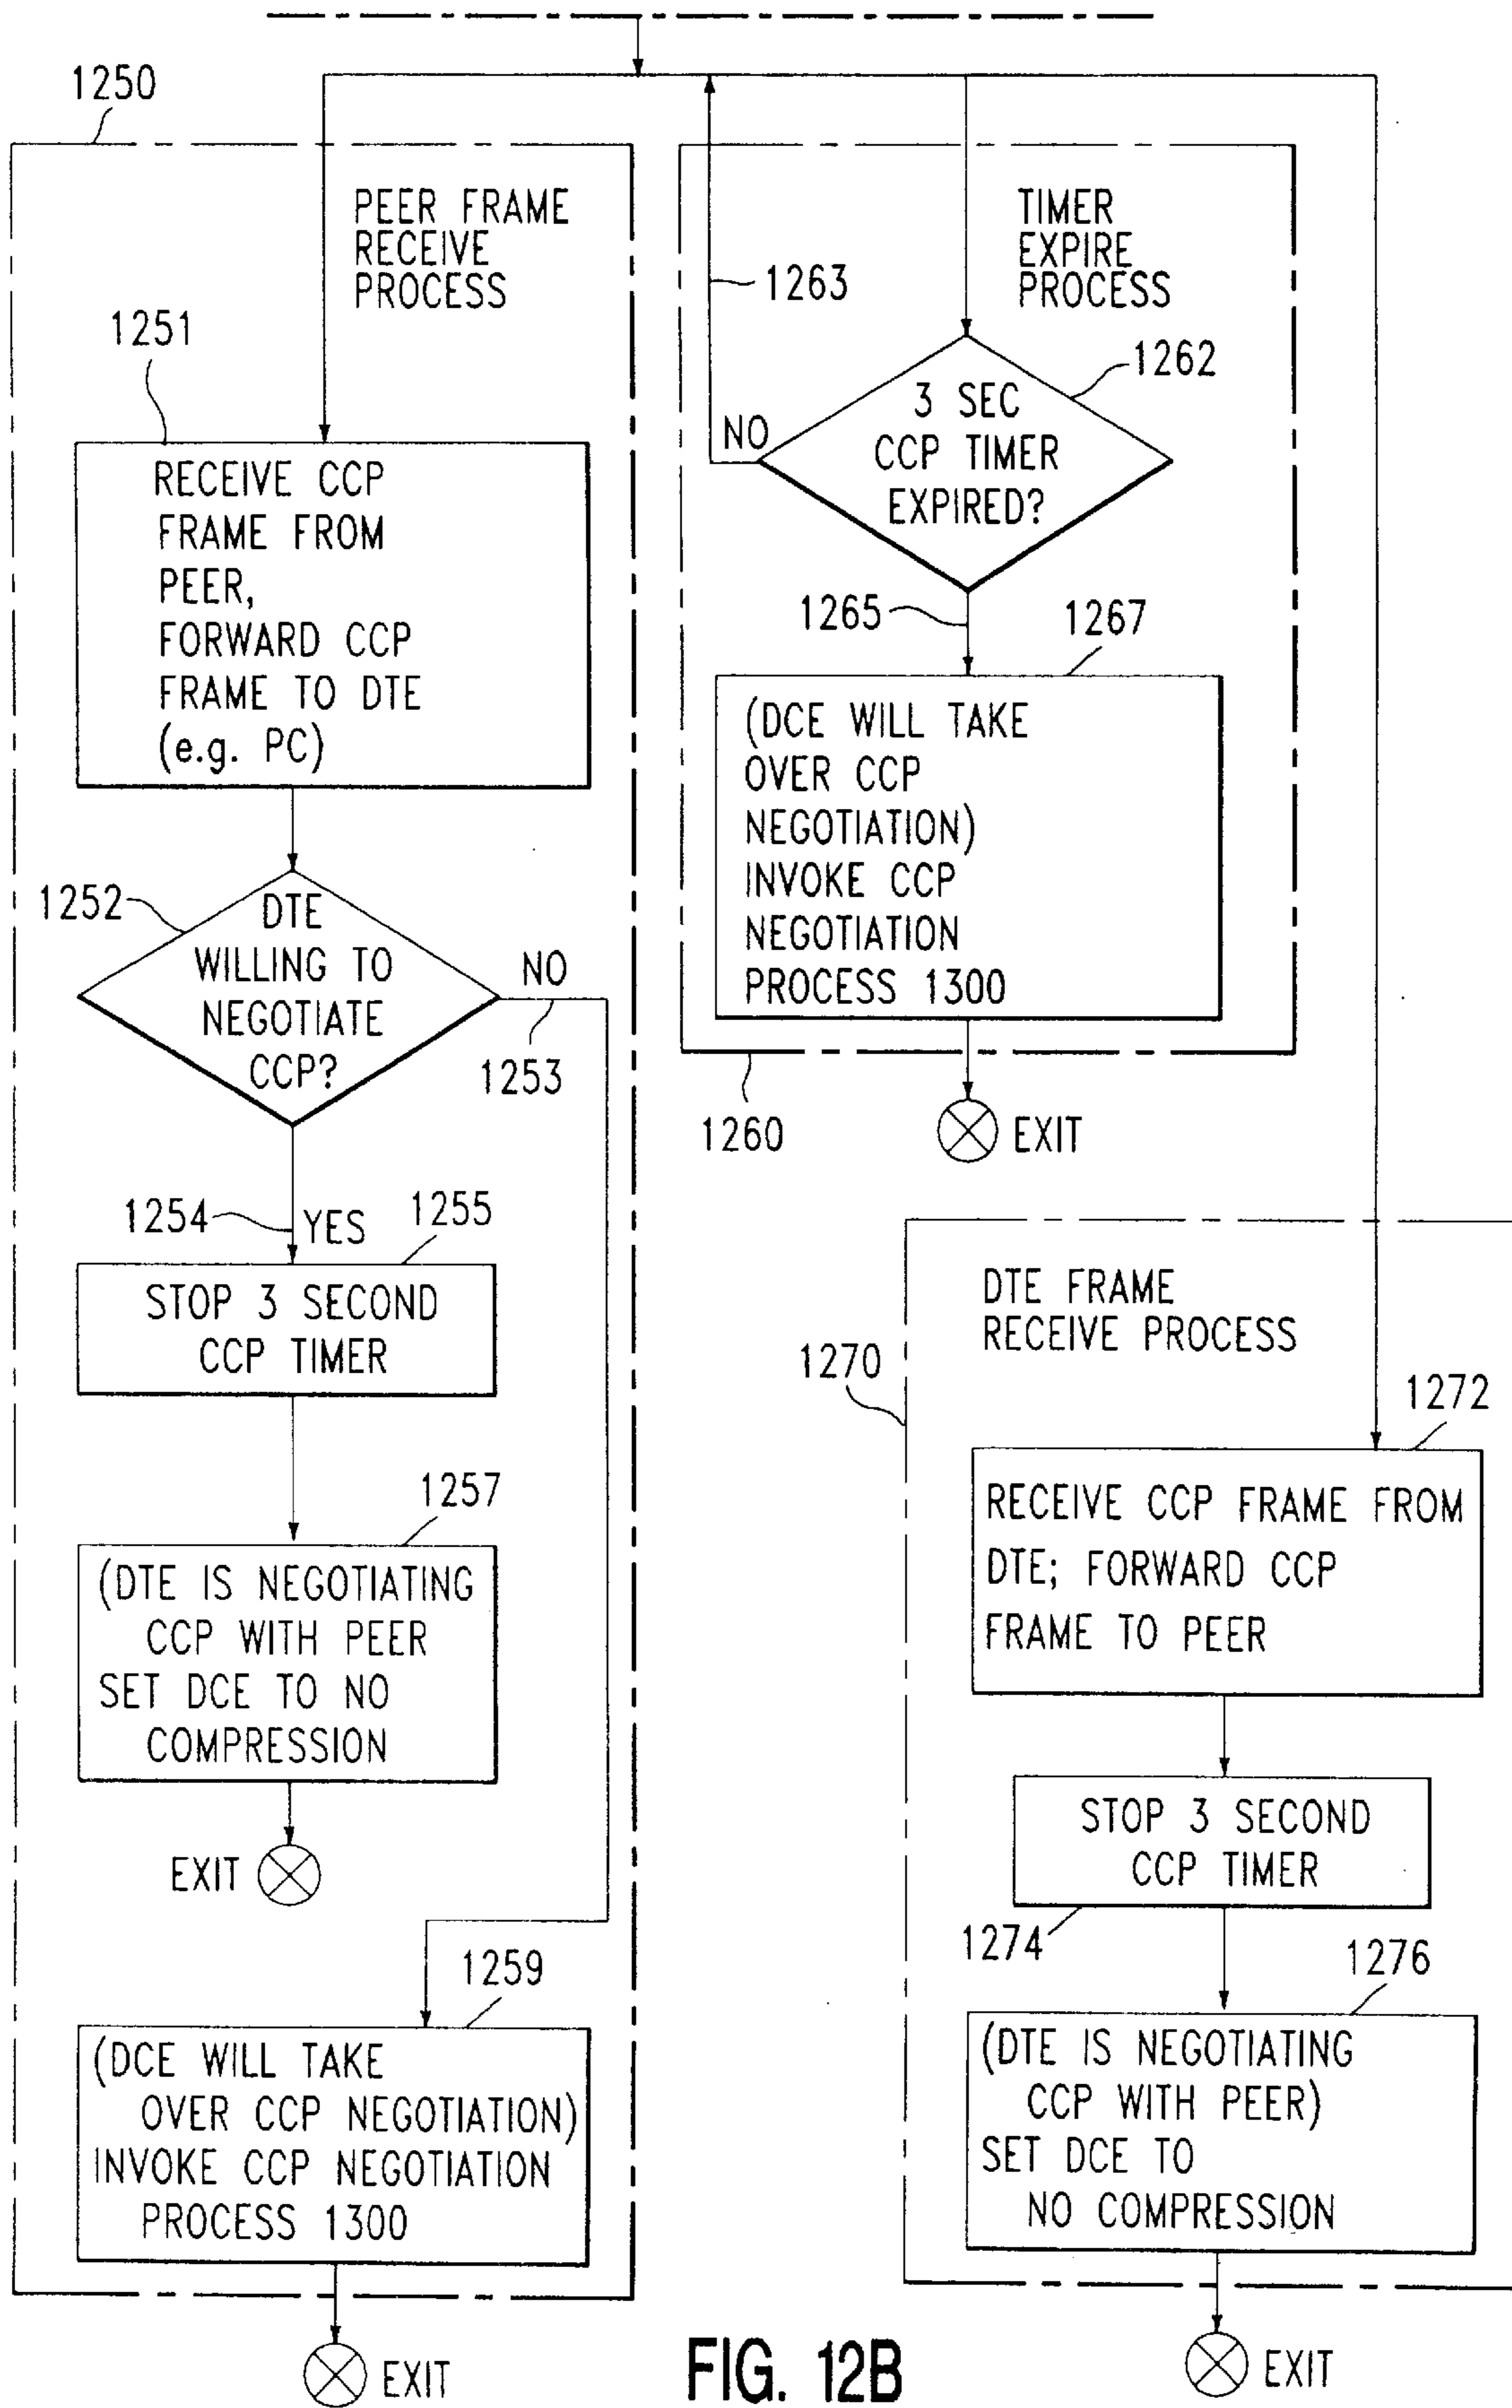 1250
PEER FRAME
RECEIVE
PROCESS
1251
RECEIVE CCP
FRAME FROM
PEER,
FORWARD CCP
FRAME TO DTE
(e.g. PC)
1252
DTE
WILLING TO
NEGOTIATE
CCP?
NO
1253
1254
YES
1255
STOP 3 SECOND
CCP TIMER
1257
(DTE IS NEGOTIATING
CCP WITH PEER
SET DCE TO NO
COMPRESSION
EXIT
1259
(DCE WILL TAKE
OVER CCP NEGOTIATION)
INVOKE CCP NEGOTIATION
PROCESS 1300
EXIT
TIMER
EXPIRE
PROCESS
1263
1262
3 SEC
CCP TIMER
EXPIRED?
NO
1265
1267
(DCE WILL TAKE
OVER CCP
NEGOTIATION)
INVOKE CCP
NEGOTIATION
PROCESS 1300
1260
EXIT
DTE FRAME
RECEIVE PROCESS
1270
1272
RECEIVE CCP FRAME FROM
DTE; FORWARD CCP
FRAME TO PEER
STOP 3 SECOND
CCP TIMER
1274
1276
(DTE IS NEGOTIATING
CCP WITH PEER)
SET DCE TO
NO COMPRESSION
EXIT
FIG. 12B